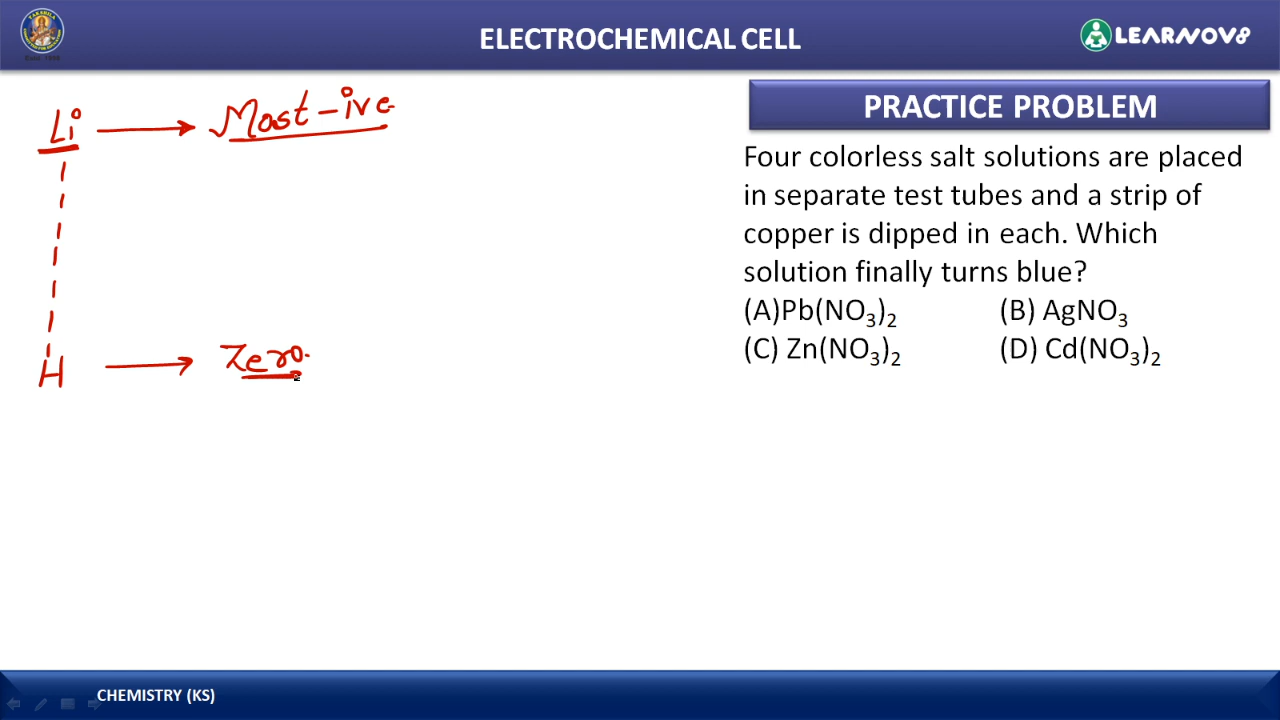 ELECTROCHEMICAL CELL
LEARNOV8
Li → Most -ive
H → Zero.
PRACTICE PROBLEM
Four colorless salt solutions are placed
in separate test tubes and a strip of
copper is dipped in each. Which
solution finally turns blue?
(A)Pb(NO₃)₂ (B) AgNO₃
(C) Zn(NO₃)₂ (D) Cd(NO₃)₂
CHEMISTRY (KS)